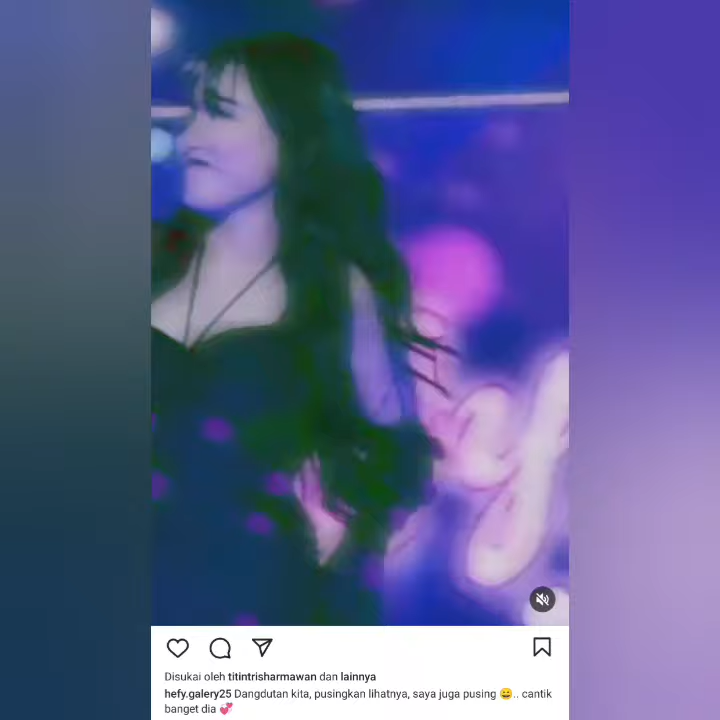 Disukai oleh titintrisharmawan dan lainnya
hefy.galery25 Dangdutan kita, pusingkan lihatnya, saya juga pusing 😄.. cantik
banget dia 💞